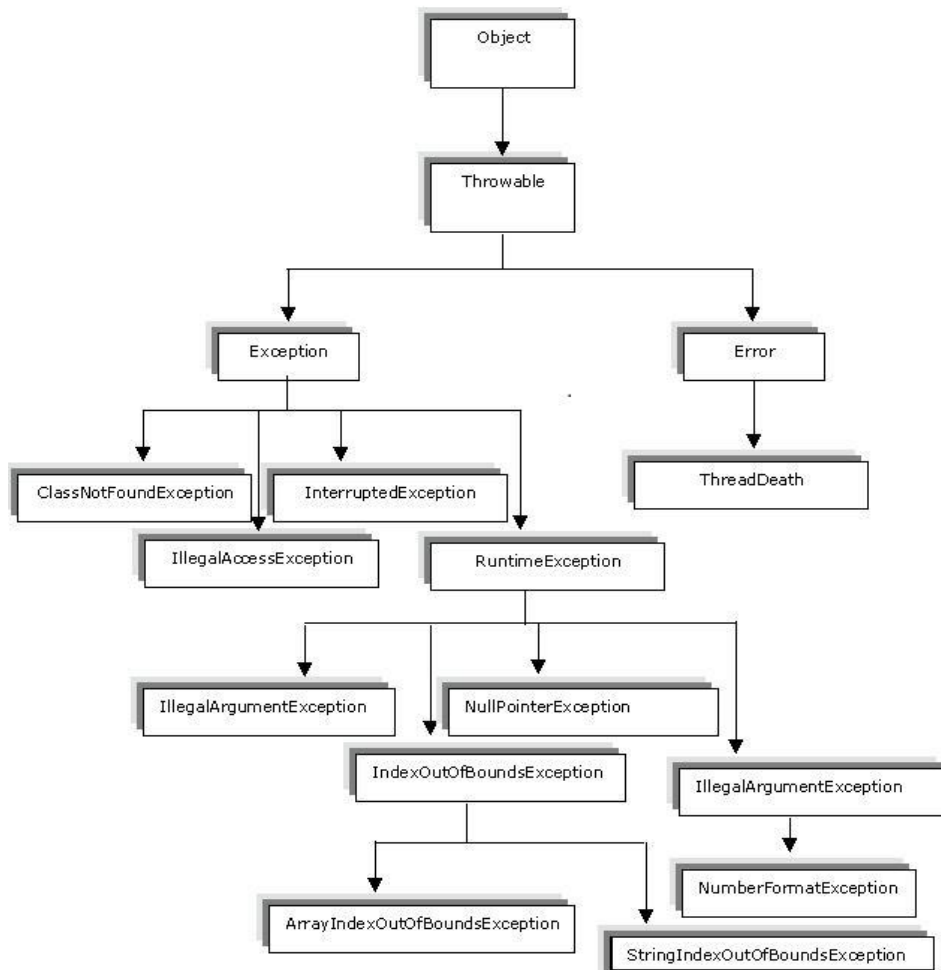 Object
Throwable
Exception
Error
ClassNotFoundException
InterruptedException
ThreadDeath
IllegalAccessException
RuntimeException
IllegalArgumentException
NullPointerException
IndexOutOfBoundsException
IllegalArgumentException
NumberFormatException
ArrayIndexOutOfBoundsException
StringIndexOutOfBoundsException